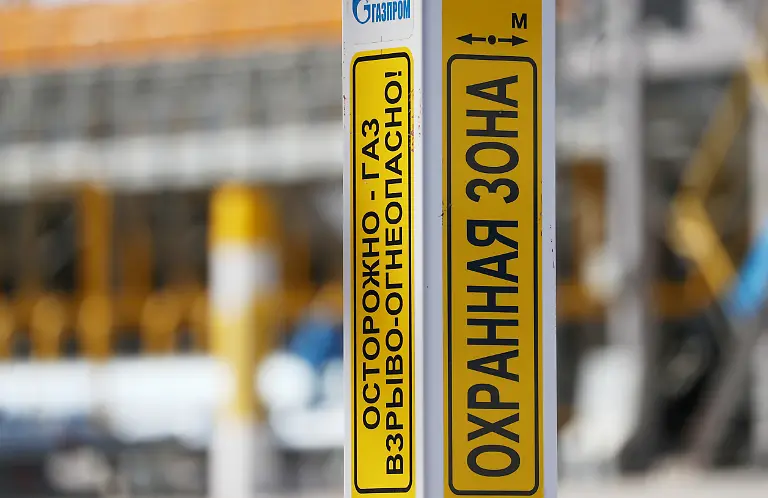 ГАЗПРОМ
ОСТОРОЖНО - ГАЗ
ВЗРЫВО-ОГНЕОПАСНО!
М
ОХРАННАЯ ЗОНА